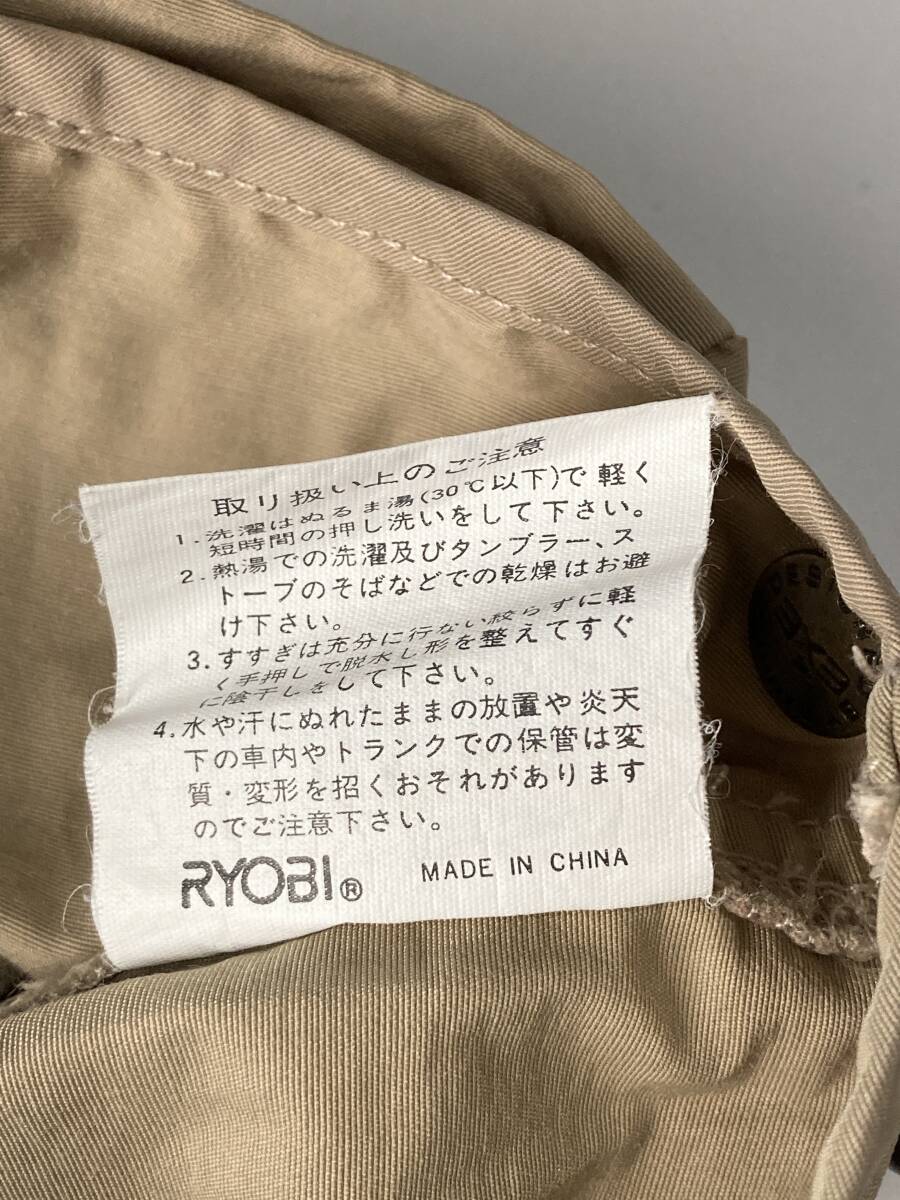 取り扱い上のご注意
1. 洗濯はぬるま湯(30℃以下)で軽く
短時間の押し洗いをして下さい。
2. 熱湯での洗濯及びタンブラー、ス
トーブのそばなどでの乾燥はお避
け下さい。
3. すすぎは充分に行ない絞らずに軽
く手押しで脱水し形を整えてすぐ
に陰干しをして下さい。
4. 水や汗にぬれたままの放置や炎天
下の車内やトランクでの保管は変
質・変形を招くおそれがあります
のでご注意下さい。
RYOBI® MADE IN CHINA